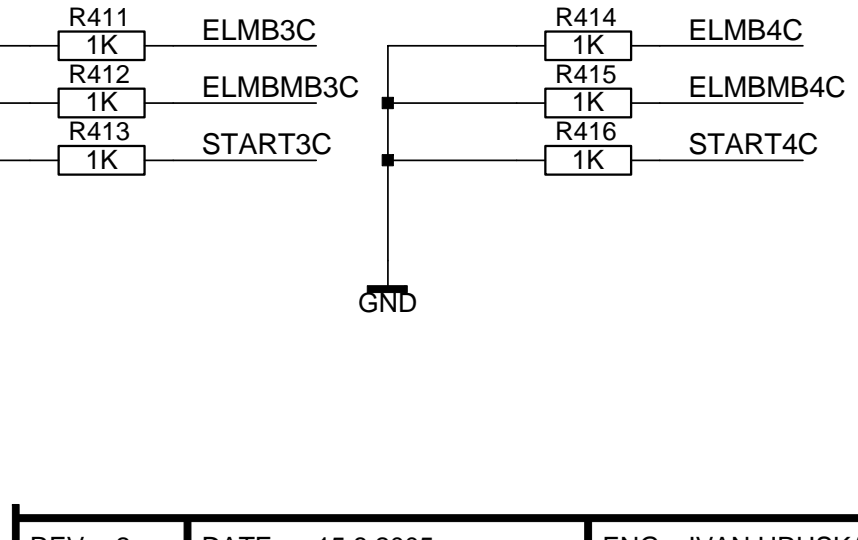 R411
1K
ELMB3C
R412
1K
ELMBMB3C
R413
1K
START3C
R414
1K
ELMB4C
R415
1K
ELMBMB4C
R416
1K
START4C
GND